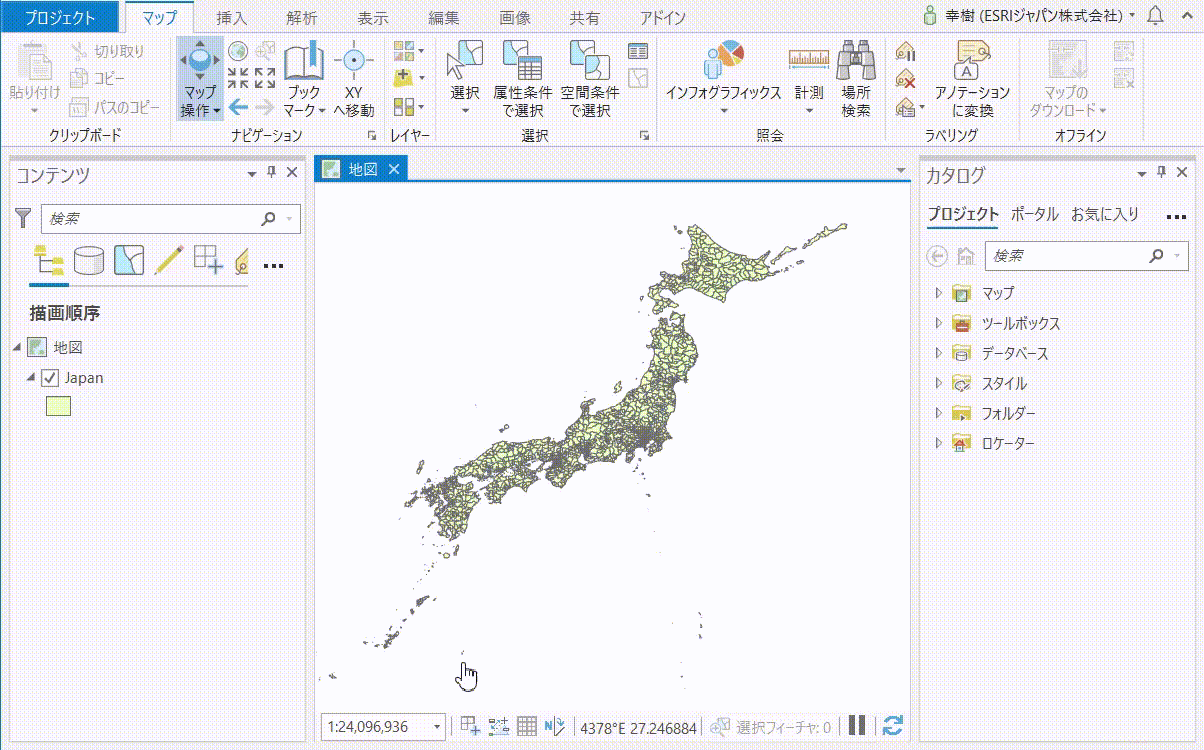 プロジェクト マップ 挿入 解析 表示 編集 画像 共有 アドイン 幸樹 (ESRIジャパン株式会社)
貼り付け
切り取り
コピー
パスのコピー
クリップボード
マップ
操作
ブック
マーク
XY
へ移動
ナビゲーション
レイヤー
選択
属性条件
で選択
空間条件
で選択
選択
インフォグラフィックス
計測
場所
検索
照会
アノテーション
に変換
ラベリング
マップの
ダウンロード
オフライン
コンテンツ
検索
描画順序
地図
Japan
地図
1:24,096,936
4378°E 27.246884
選択フィーチャ: 0
カタログ
プロジェクト ポータル お気に入り
検索
マップ
ツールボックス
データベース
スタイル
フォルダー
ロケーター